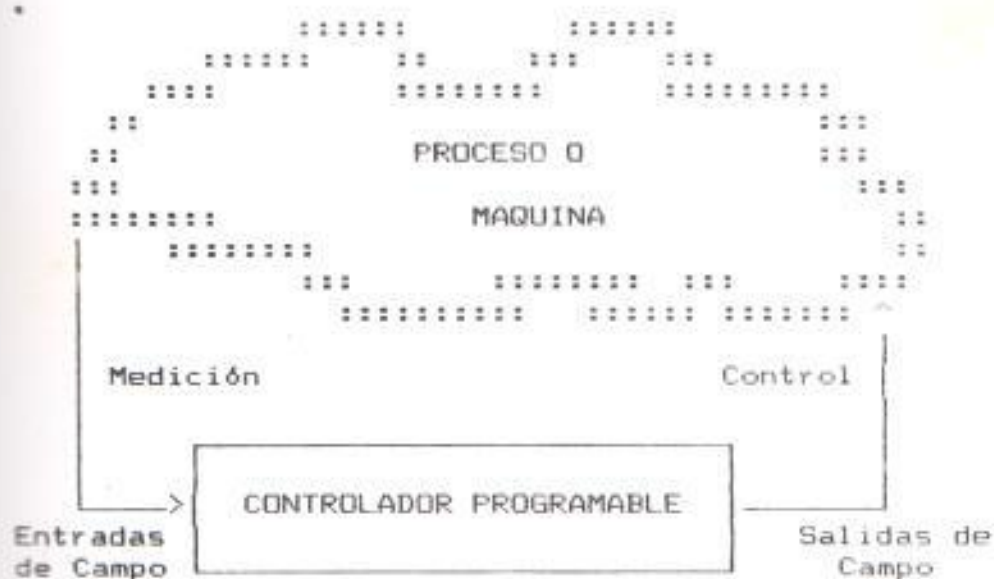 PROCESO O
MAQUINA
Medición
Control
CONTROLADOR PROGRAMABLE
Entradas
de Campo
Salidas de
Campo